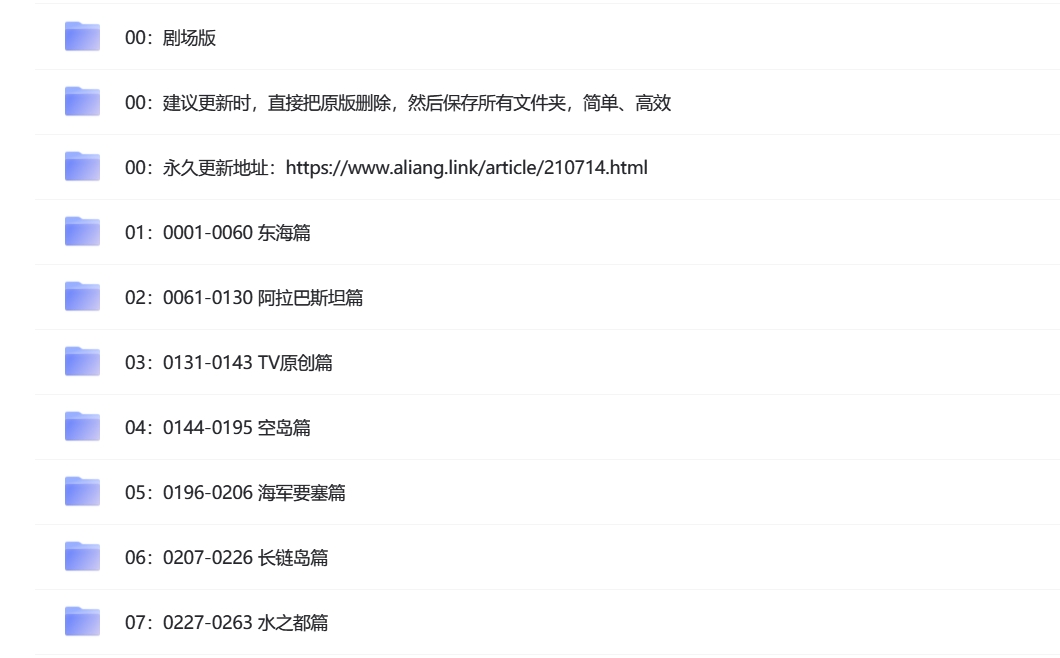 00：剧场版
00：建议更新时，直接把原版删除，然后保存所有文件夹，简单、高效
00：永久更新地址：https://www.aliang.link/article/210714.html
01：0001-0060 东海篇
02：0061-0130 阿拉巴斯坦篇
03：0131-0143 TV原创篇
04：0144-0195 空岛篇
05：0196-0206 海军要塞篇
06：0207-0226 长链岛篇
07：0227-0263 水之都篇